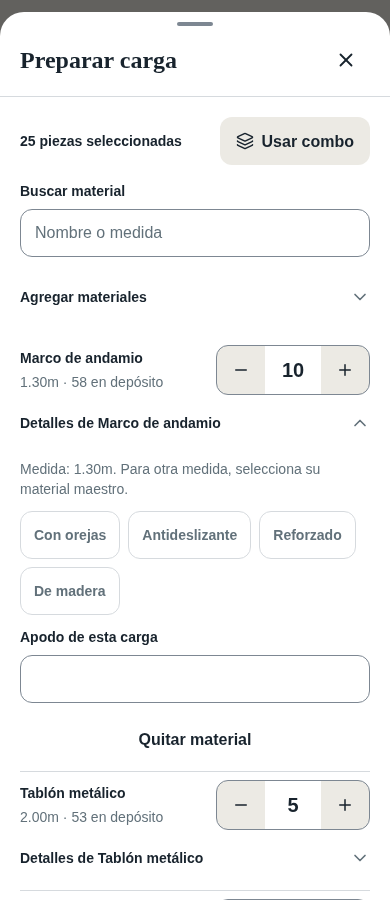 Preparar carga
25 piezas seleccionadas
Usar combo
Buscar material
Nombre o medida
Agregar materiales
Marco de andamio
1.30m · 58 en depósito
10
Detalles de Marco de andamio
Medida: 1.30m. Para otra medida, selecciona su
material maestro.
Con orejas
Antideslizante
Reforzado
De madera
Apodo de esta carga
Quitar material
Tablón metálico
2.00m · 53 en depósito
5
Detalles de Tablón metálico